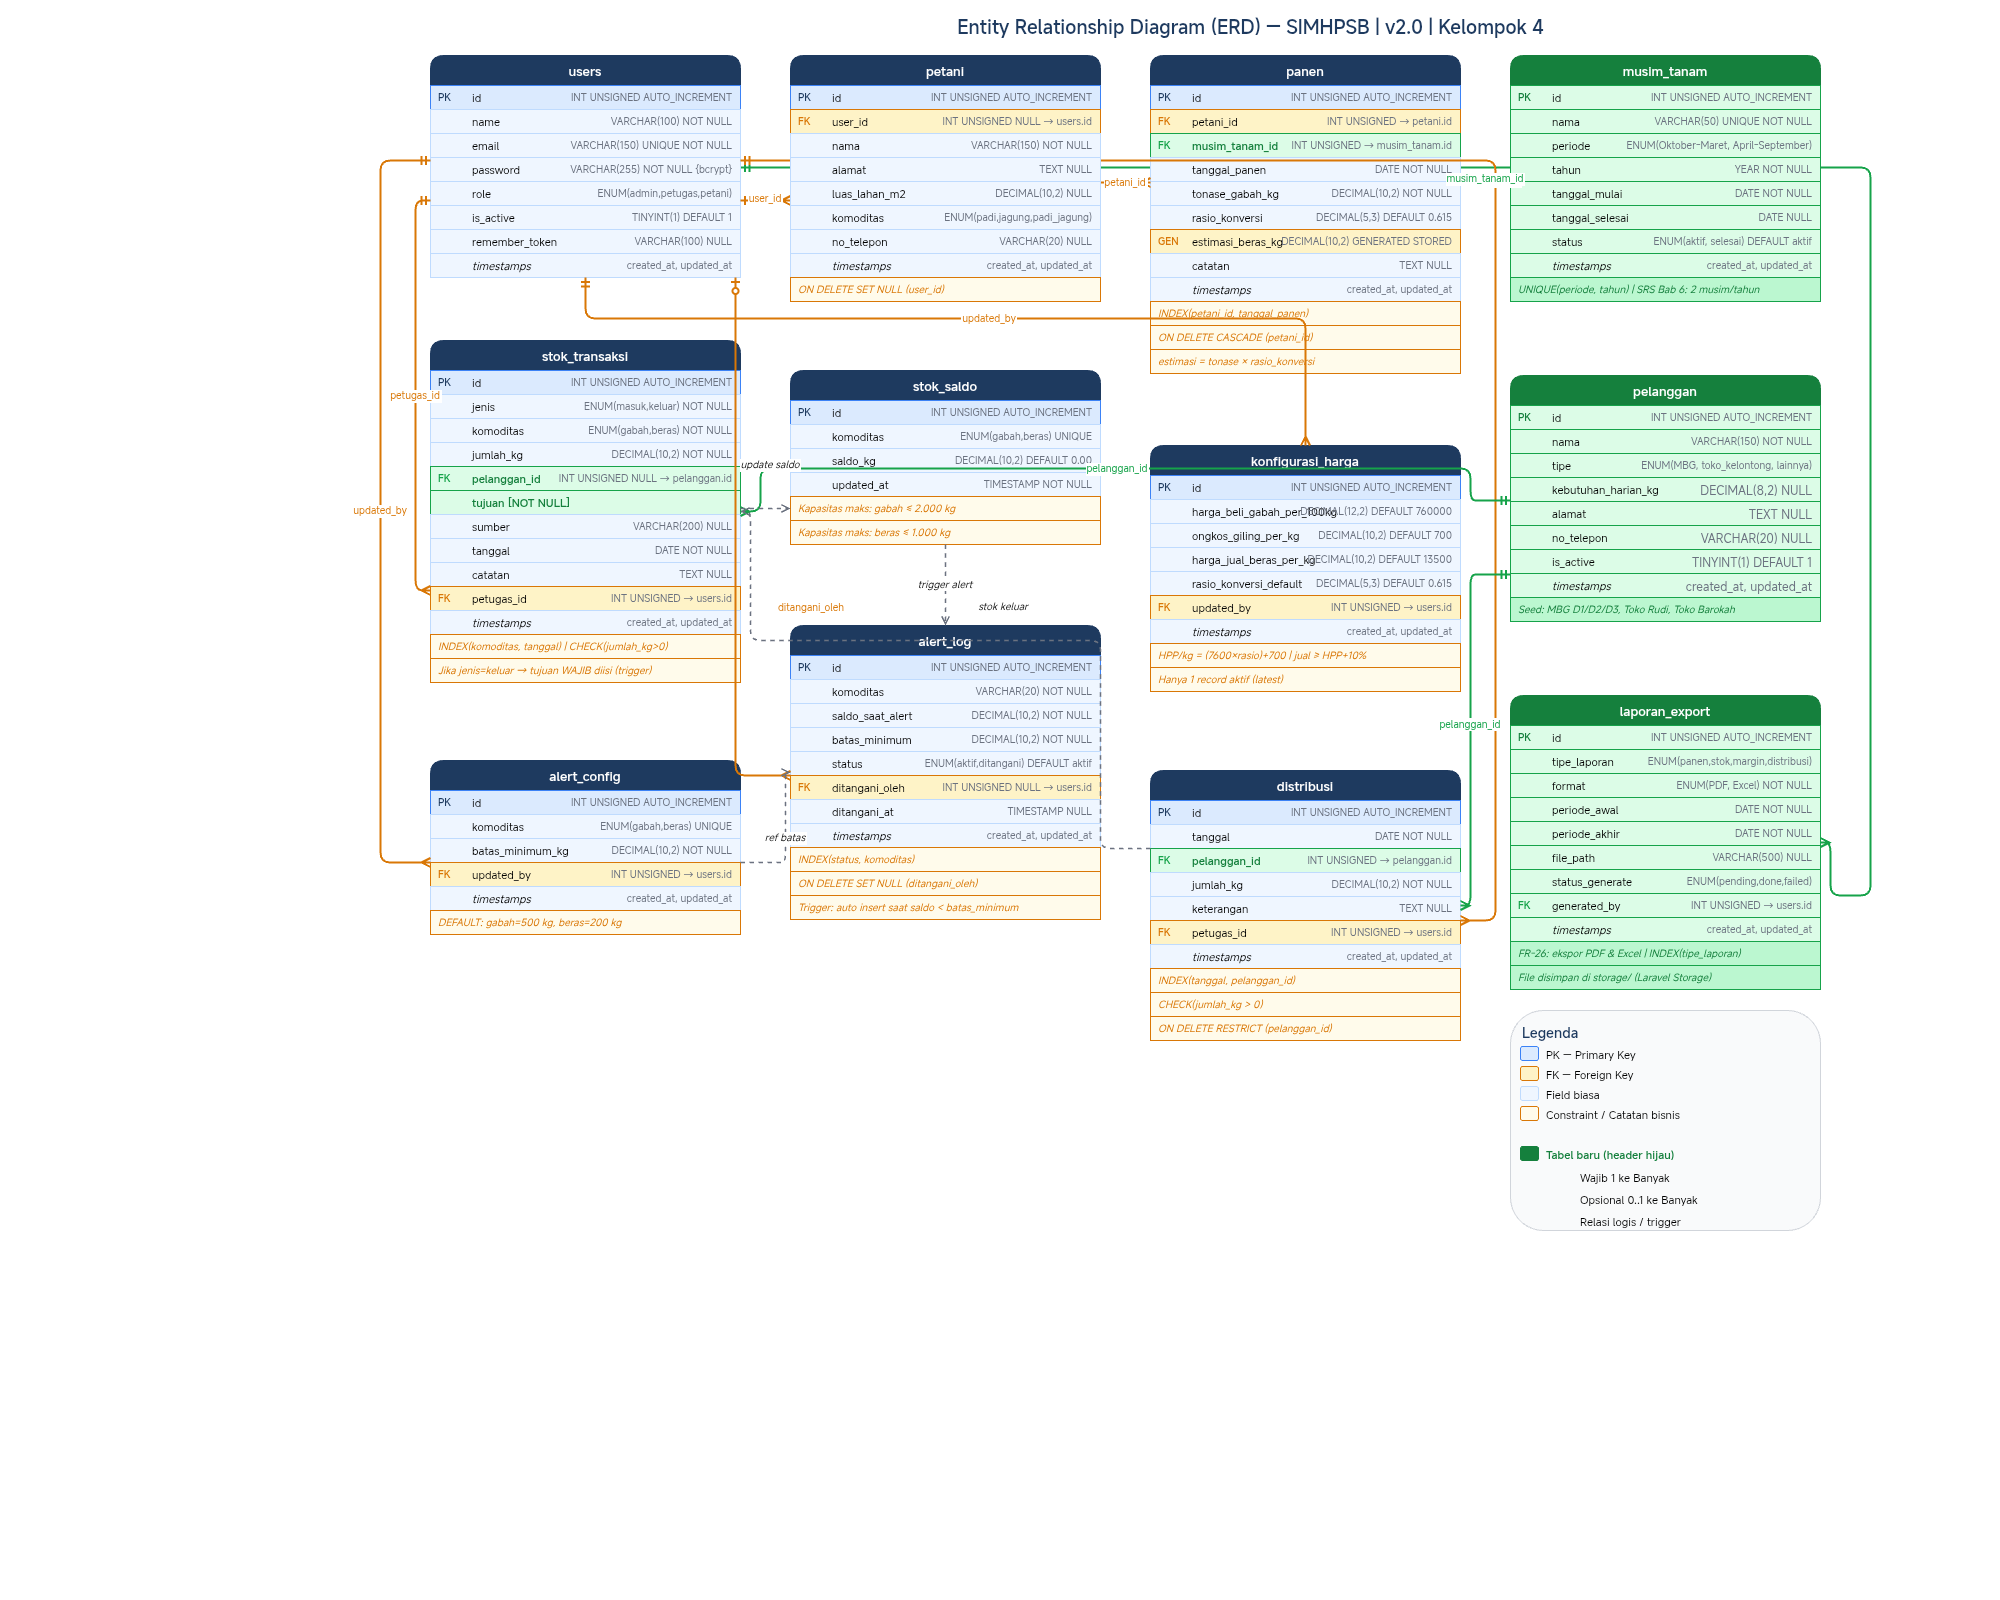 Entity Relationship Diagram (ERD) — SIMHPSB | v2.0 | Kelompok 4
users
PK id INT UNSIGNED AUTO_INCREMENT
name VARCHAR(100) NOT NULL
email VARCHAR(150) UNIQUE NOT NULL
password VARCHAR(255) NOT NULL {bcrypt}
role ENUM(admin,petugas,petani)
is_active TINYINT(1) DEFAULT 1
remember_token VARCHAR(100) NULL
timestamps created_at, updated_at
petani
PK id INT UNSIGNED AUTO_INCREMENT
FK user_id INT UNSIGNED NULL → users.id
nama VARCHAR(150) NOT NULL
alamat TEXT NULL
luas_lahan_m2 DECIMAL(10,2) NULL
komoditas ENUM(padi,jagung,padi_jagung)
no_telepon VARCHAR(20) NULL
timestamps created_at, updated_at
ON DELETE SET NULL (user_id)
panen
PK id INT UNSIGNED AUTO_INCREMENT
FK petani_id INT UNSIGNED → petani.id
FK musim_tanam_id INT UNSIGNED → musim_tanam.id
tanggal_panen DATE NOT NULL
tonase_gabah_kg DECIMAL(10,2) NOT NULL
rasio_konversi DECIMAL(5,3) DEFAULT 0.615
GEN estimasi_beras_kg DECIMAL(10,2) GENERATED STORED
catatan TEXT NULL
timestamps created_at, updated_at
INDEX(petani_id, tanggal_panen)
ON DELETE CASCADE (petani_id)
estimasi = tonase × rasio_konversi
musim_tanam
PK id INT UNSIGNED AUTO_INCREMENT
nama VARCHAR(50) UNIQUE NOT NULL
periode ENUM(Oktober-Maret, April-September)
tahun YEAR NOT NULL
tanggal_mulai DATE NOT NULL
tanggal_selesai DATE NULL
status ENUM(aktif, selesai) DEFAULT aktif
timestamps created_at, updated_at
UNIQUE(periode, tahun) | SRS Bab 6: 2 musim/tahun
user_id
petani_id
musim_tanam_id
updated_by
petugas_id
updated_by
stok_transaksi
PK id INT UNSIGNED AUTO_INCREMENT
jenis ENUM(masuk,keluar) NOT NULL
komoditas ENUM(gabah,beras) NOT NULL
jumlah_kg DECIMAL(10,2) NOT NULL
FK pelanggan_id INT UNSIGNED NULL → pelanggan.id
tujuan [NOT NULL]
sumber VARCHAR(200) NULL
tanggal DATE NOT NULL
catatan TEXT NULL
FK petugas_id INT UNSIGNED → users.id
timestamps created_at, updated_at
INDEX(komoditas, tanggal) | CHECK(jumlah_kg>0)
Jika jenis=keluar → tujuan WAJIB diisi (trigger)
stok_saldo
PK id INT UNSIGNED AUTO_INCREMENT
komoditas ENUM(gabah,beras) UNIQUE
saldo_kg DECIMAL(10,2) DEFAULT 0.00
updated_at TIMESTAMP NOT NULL
Kapasitas maks: gabah ≤ 2.000 kg
Kapasitas maks: beras ≤ 1.000 kg
update saldo
pelanggan_id
trigger alert
stok keluar
ditangani_oleh
konfigurasi_harga
PK id INT UNSIGNED AUTO_INCREMENT
harga_beli_gabah_per_100kg DECIMAL(12,2) DEFAULT 760000
ongkos_giling_per_kg DECIMAL(10,2) DEFAULT 700
harga_jual_beras_per_kg DECIMAL(10,2) DEFAULT 13500
rasio_konversi_default DECIMAL(5,3) DEFAULT 0.615
FK updated_by INT UNSIGNED → users.id
timestamps created_at, updated_at
HPP/kg = (7600×rasio)+700 | jual ≥ HPP+10%
Hanya 1 record aktif (latest)
pelanggan
PK id INT UNSIGNED AUTO_INCREMENT
nama VARCHAR(150) NOT NULL
tipe ENUM(MBG, toko_kelontong, lainnya)
kebutuhan_harian_kg DECIMAL(8,2) NULL
alamat TEXT NULL
no_telepon VARCHAR(20) NULL
is_active TINYINT(1) DEFAULT 1
timestamps created_at, updated_at
Seed: MBG D1/D2/D3, Toko Rudi, Toko Barokah
alert_log
PK id INT UNSIGNED AUTO_INCREMENT
komoditas VARCHAR(20) NOT NULL
saldo_saat_alert DECIMAL(10,2) NOT NULL
batas_minimum DECIMAL(10,2) NOT NULL
status ENUM(aktif,ditangani) DEFAULT aktif
FK ditangani_oleh INT UNSIGNED NULL → users.id
ditangani_at TIMESTAMP NULL
timestamps created_at, updated_at
INDEX(status, komoditas)
ON DELETE SET NULL (ditangani_oleh)
Trigger: auto insert saat saldo < batas_minimum
pelanggan_id
ref batas
alert_config
PK id INT UNSIGNED AUTO_INCREMENT
komoditas ENUM(gabah,beras) UNIQUE
batas_minimum_kg DECIMAL(10,2) NOT NULL
FK updated_by INT UNSIGNED → users.id
timestamps created_at, updated_at
DEFAULT: gabah=500 kg, beras=200 kg
distribusi
PK id INT UNSIGNED AUTO_INCREMENT
tanggal DATE NOT NULL
FK pelanggan_id INT UNSIGNED → pelanggan.id
jumlah_kg DECIMAL(10,2) NOT NULL
keterangan TEXT NULL
FK petugas_id INT UNSIGNED → users.id
timestamps created_at, updated_at
INDEX(tanggal, pelanggan_id)
CHECK(jumlah_kg > 0)
ON DELETE RESTRICT (pelanggan_id)
laporan_export
PK id INT UNSIGNED AUTO_INCREMENT
tipe_laporan ENUM(panen,stok,margin,distribusi)
format ENUM(PDF, Excel) NOT NULL
periode_awal DATE NOT NULL
periode_akhir DATE NOT NULL
file_path VARCHAR(500) NULL
status_generate ENUM(pending,done,failed)
FK generated_by INT UNSIGNED → users.id
timestamps created_at, updated_at
FR-26: ekspor PDF & Excel | INDEX(tipe_laporan)
File disimpan di storage/ (Laravel Storage)
Legenda
PK — Primary Key
FK — Foreign Key
Field biasa
Constraint / Catatan bisnis
Tabel baru (header hijau)
Wajib 1 ke Banyak
Opsional 0..1 ke Banyak
Relasi logis / trigger